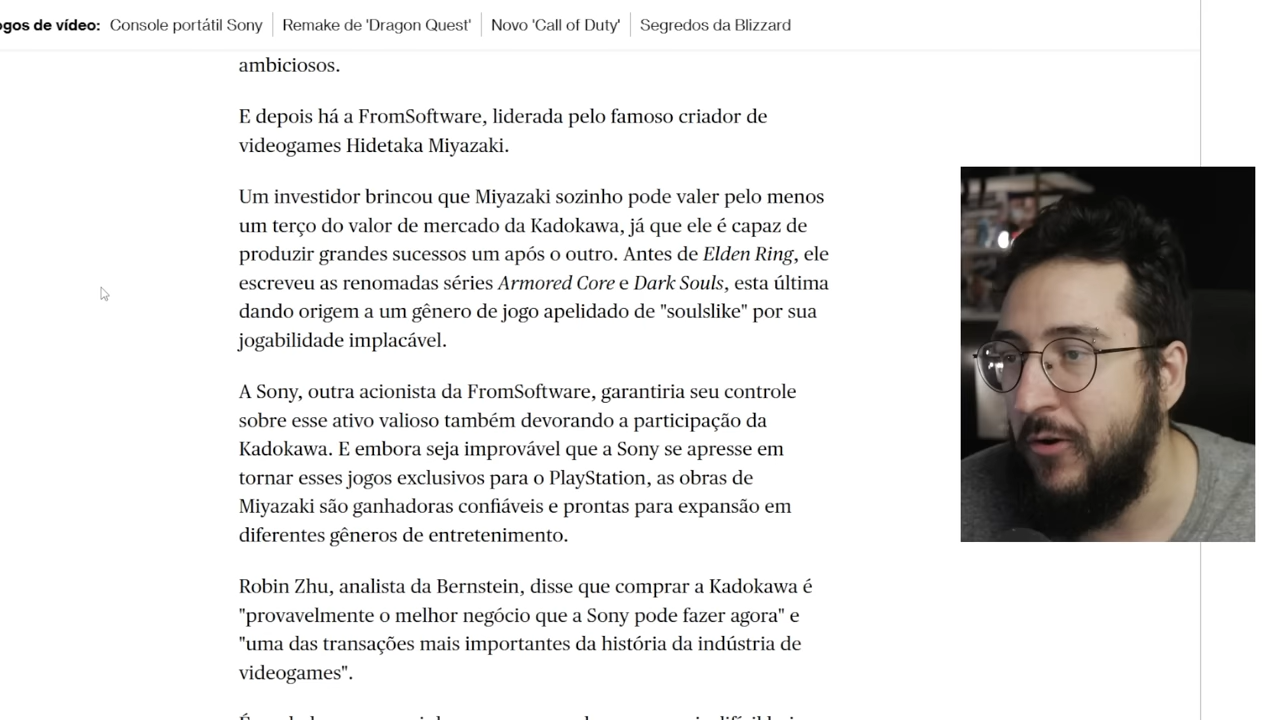 ogos de vídeo: Console portátil Sony Remake de 'Dragon Quest' Novo 'Call of Duty' Segredos da Blizzard
ambiciosos.
E depois há a FromSoftware, liderada pelo famoso criador de
videogames Hidetaka Miyazaki.
Um investidor brincou que Miyazaki sozinho pode valer pelo menos
um terço do valor de mercado da Kadokawa, já que ele é capaz de
produzir grandes sucessos um após o outro. Antes de Elden Ring, ele
escreveu as renomadas séries Armored Core e Dark Souls, esta última
dando origem a um gênero de jogo apelidado de "soulslike" por sua
jogabilidade implacável.
A Sony, outra acionista da FromSoftware, garantiria seu controle
sobre esse ativo valioso também devorando a participação da
Kadokawa. E embora seja improvável que a Sony se apresse em
tornar esses jogos exclusivos para o PlayStation, as obras de
Miyazaki são ganhadoras confiáveis e prontas para expansão em
diferentes gêneros de entretenimento.
Robin Zhu, analista da Bernstein, disse que comprar a Kadokawa é
"provavelmente o melhor negócio que a Sony pode fazer agora" e
"uma das transações mais importantes da história da indústria de
videogames".